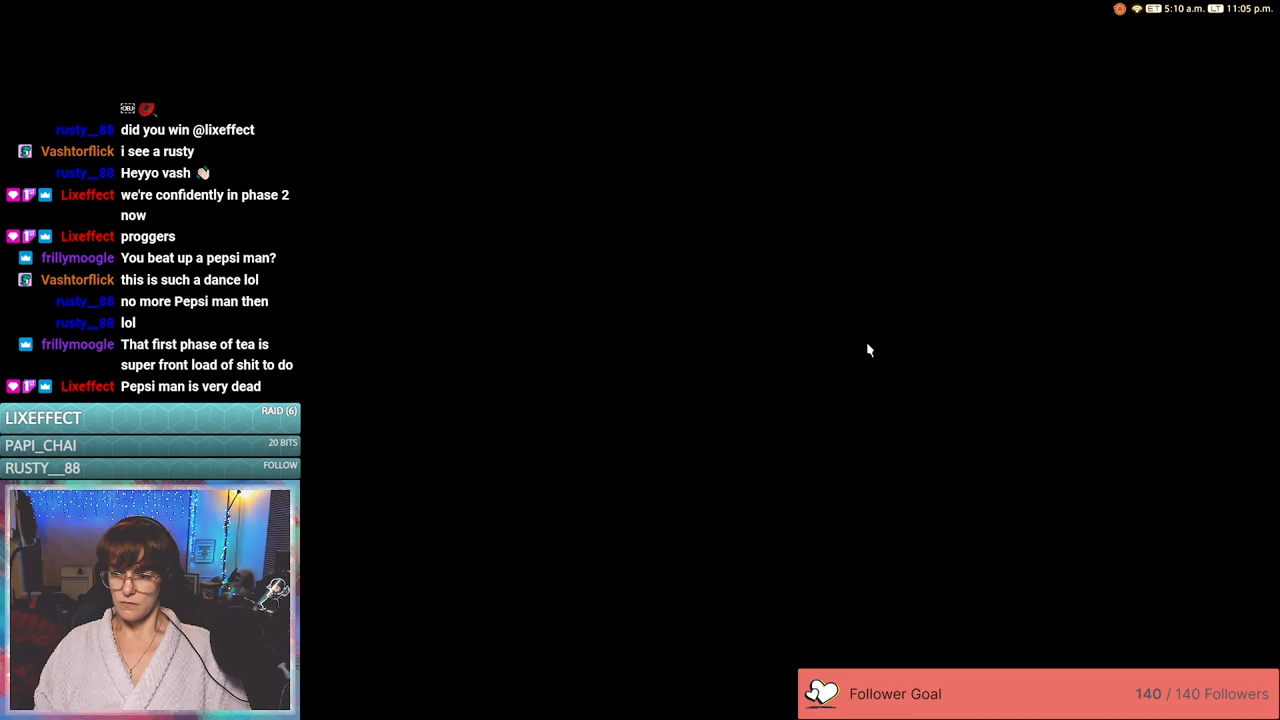 ET 5:10 a.m. LT 11:05 p.m.
OBJ
rusty__88 did you win @lixeffect
Vashtorflick i see a rusty
rusty__88 Heyyo vash 👋🏻
Lixeffect we're confidently in phase 2
now
Lixeffect proggers
frillymoogle You beat up a pepsi man?
Vashtorflick this is such a dance lol
rusty__88 no more Pepsi man then
rusty__88 lol
frillymoogle That first phase of tea is
super front load of shit to do
Lixeffect Pepsi man is very dead
LIXEFFECT RAID (6)
PAPI_CHAI 20 BITS
RUSTY__88 FOLLOW
Follower Goal 140 / 140 Followers